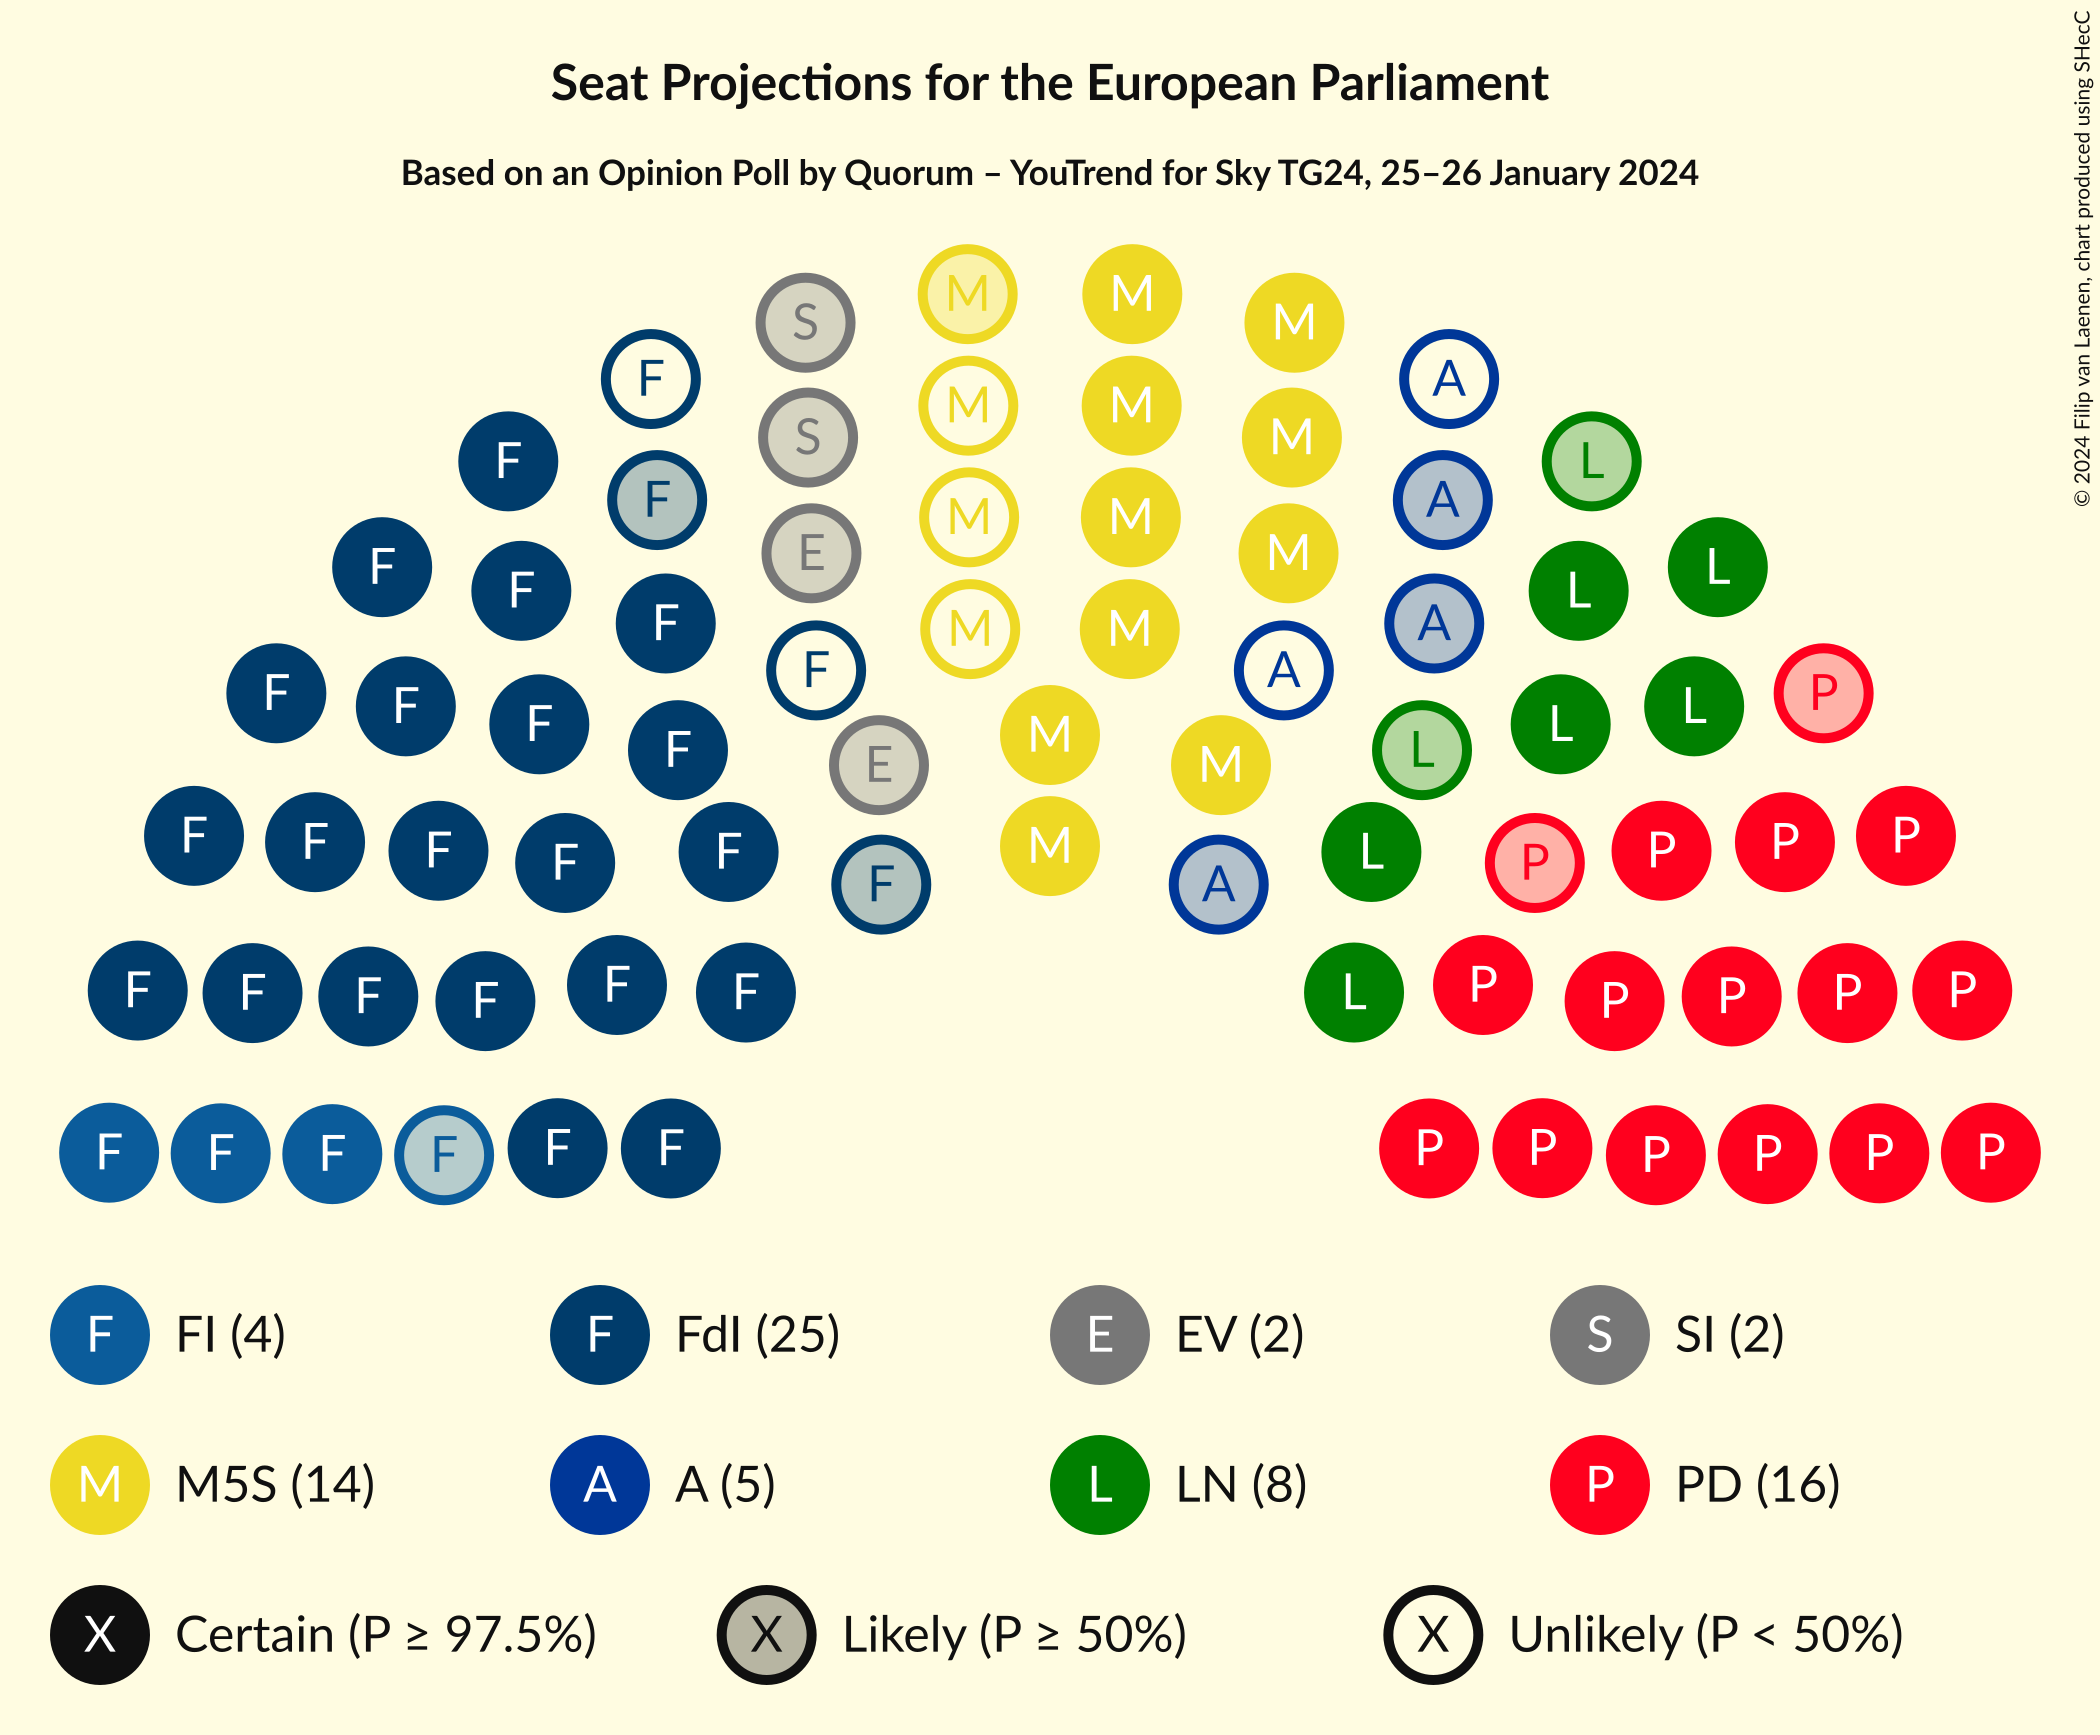 Seat Projections for the European Parliament
Based on an Opinion Poll by Quorum – YouTrend for Sky TG24, 25–26 January 2024
© 2024 Filip van Laenen, chart produced using SHecC
M M
S M
F A
M M
S M
F L
F A
M M
E M
F L
F L
F A
M M
F A
F P
F L
F L
M
F L
E M
F P
F P
F P
M
F L
F P
F A
F P
F F F F F F L P P P P P
F F F F F F P P P P P P
F FI (4) F FdI (25) E EV (2) S SI (2)
M M5S (14) A A (5) L LN (8) P PD (16)
X Certain (P ≥ 97.5%) X Likely (P ≥ 50%) X Unlikely (P < 50%)